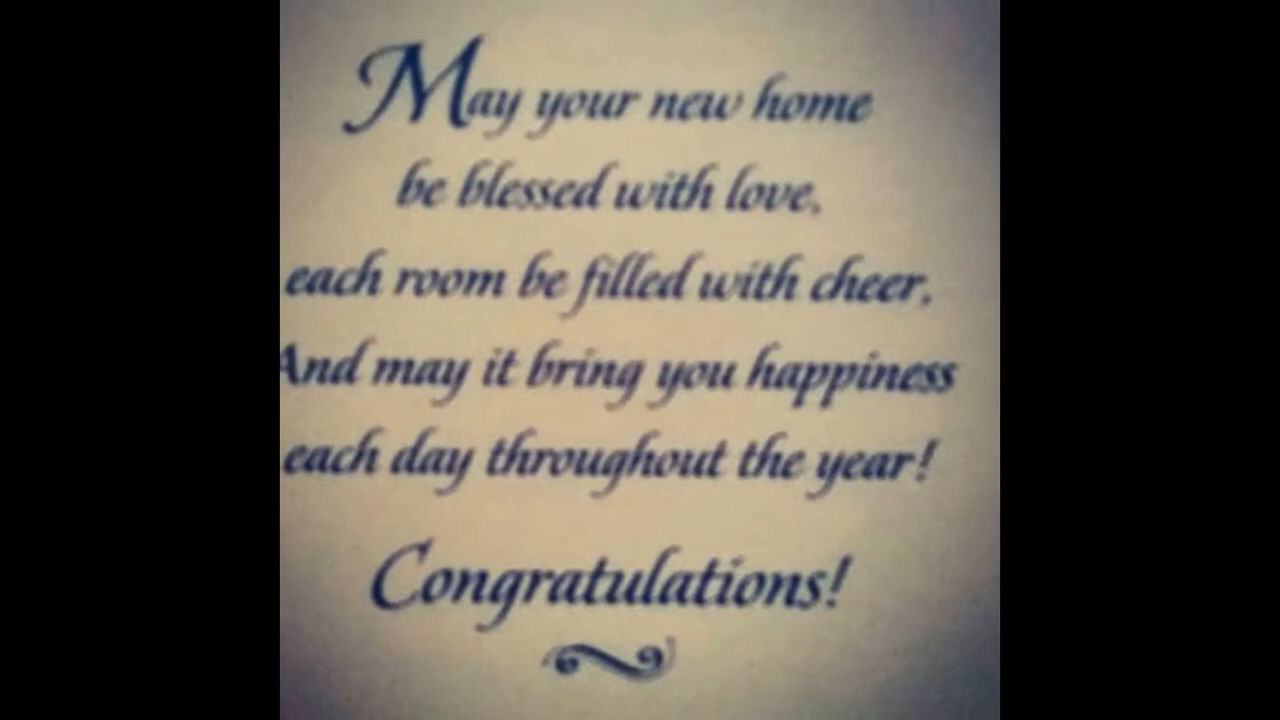 May your new home
be blessed with love,
each room be filled with cheer,
And may it bring you happiness
each day throughout the year!
Congratulations!